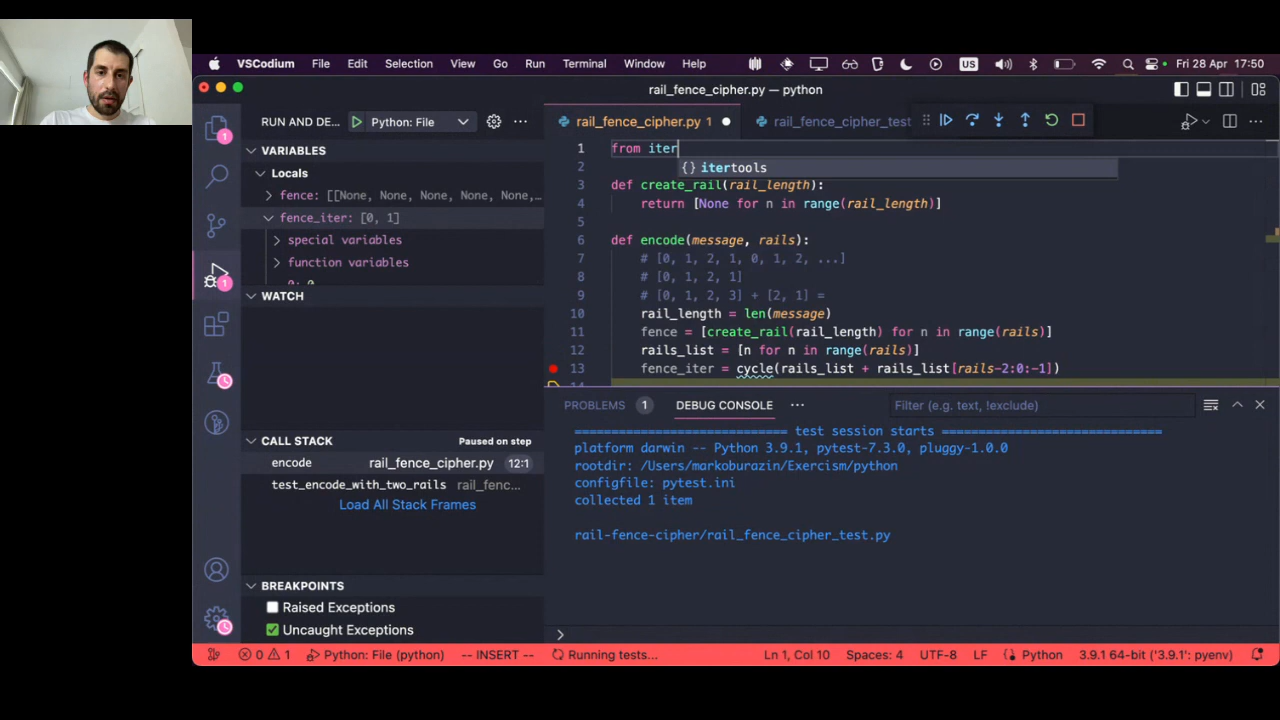 VSCodium File Edit Selection View Go Run Terminal Window Help US Fri 28 Apr 17:50
rail_fence_cipher.py — python
RUN AND DE... Python: File
rail_fence_cipher.py 1
rail_fence_cipher_test
VARIABLES
Locals
fence: [[None, None, None, None, None,...
fence_iter: [0, 1]
special variables
function variables
0: 0
WATCH
CALL STACK Paused on step
encode rail_fence_cipher.py 12:1
test_encode_with_two_rails rail_fenc...
Load All Stack Frames
BREAKPOINTS
Raised Exceptions
Uncaught Exceptions
1 from iter
{} itertools
2
3 def create_rail(rail_length):
4 return [None for n in range(rail_length)]
5
6 def encode(message, rails):
7 # [0, 1, 2, 1, 0, 1, 2, ...]
8 # [0, 1, 2, 1]
9 # [0, 1, 2, 3] + [2, 1] =
10 rail_length = len(message)
11 fence = [create_rail(rail_length) for n in range(rails)]
12 rails_list = [n for n in range(rails)]
13 fence_iter = cycle(rails_list + rails_list[rails-2:0:-1])
14
PROBLEMS 1 DEBUG CONSOLE ... Filter (e.g. text, !exclude)
============================= test session starts ==============================
platform darwin -- Python 3.9.1, pytest-7.3.0, pluggy-1.0.0
rootdir: /Users/markoburazin/Exercism/python
configfile: pytest.ini
collected 1 item
rail-fence-cipher/rail_fence_cipher_test.py
>
0 1 Python: File (python) -- INSERT -- Running tests... Ln 1, Col 10 Spaces: 4 UTF-8 LF Python 3.9.1 64-bit ('3.9.1': pyenv)